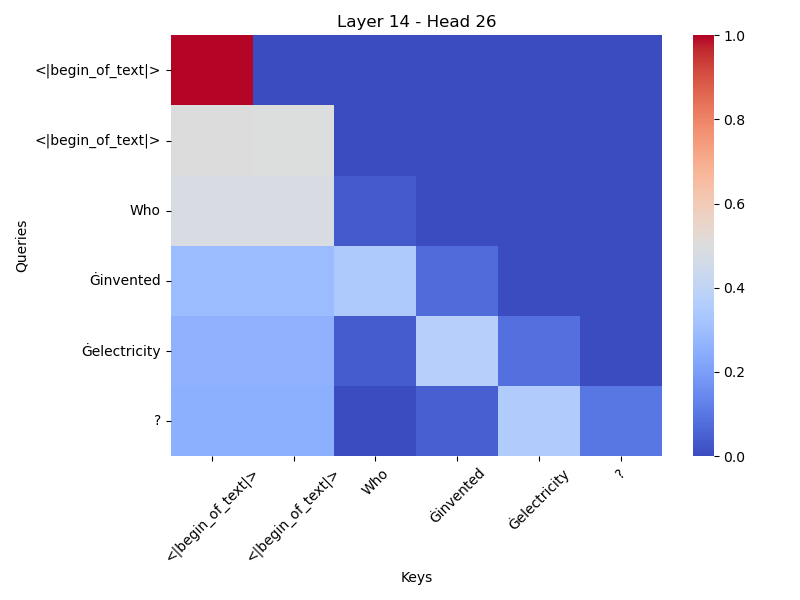 Layer 14 - Head 26
<|begin_of_text|>
<|begin_of_text|>
Who
Ġinvented
Ġelectricity
?
Queries
<|begin_of_text|>
<|begin_of_text|>
Who
Ġinvented
Ġelectricity
?
Keys
1.0
0.8
0.6
0.4
0.2
0.0